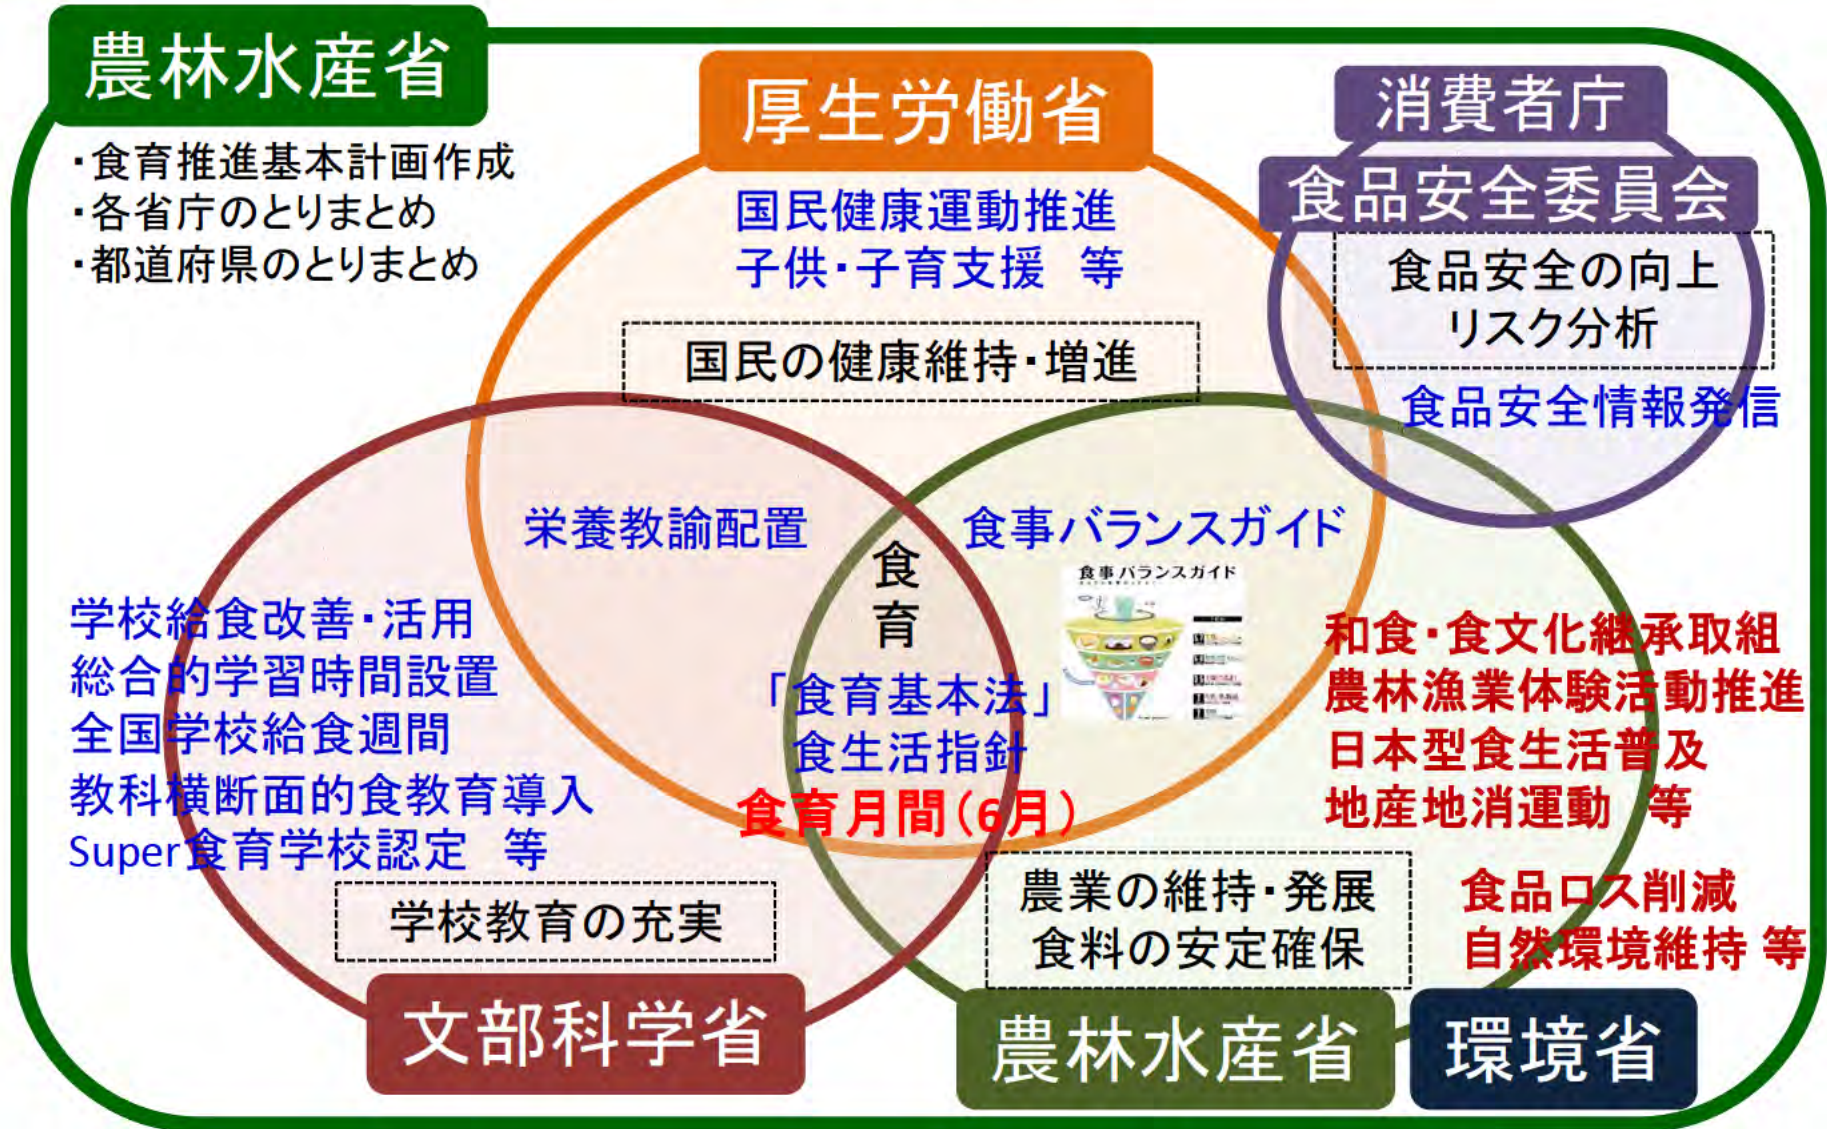 農林水産省
・食育推進基本計画作成
・各省庁のとりまとめ
・都道府県のとりまとめ
厚生労働省
国民健康運動推進
子供・子育支援　等
国民の健康維持・増進
消費者庁
食品安全委員会
食品安全の向上
リスク分析
食品安全情報発信
栄養教諭配置
食育
食事バランスガイド
食事バランスガイド
「食育基本法」
食生活指針
食育月間(6月)
学校給食改善・活用
総合的学習時間設置
全国学校給食週間
教科横断面的食教育導入
Super食育学校認定　等
学校教育の充実
文部科学省
和食・食文化継承取組
農林漁業体験活動推進
日本型食生活普及
地産地消運動　等
農業の維持・発展
食料の安定確保
食品ロス削減
自然環境維持 等
農林水産省
環境省